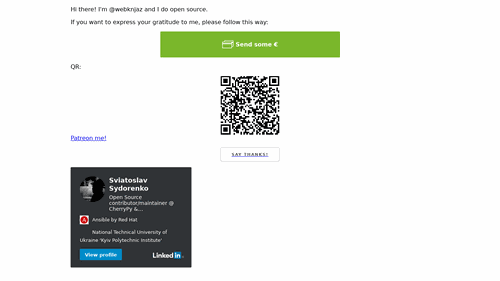 Hi there! I'm @webknjaz and I do open source.
If you want to express your gratitude to me, please follow this way:
Send some €
QR:
Patreon me!
SAY THANKS!
Sviatoslav
Sydorenko
Open Source
contributor/maintainer @
CherryPy &...
Ansible by Red Hat
National Technical University of
Ukraine 'Kyiv Polytechnic Institute'
View profile
Linked in